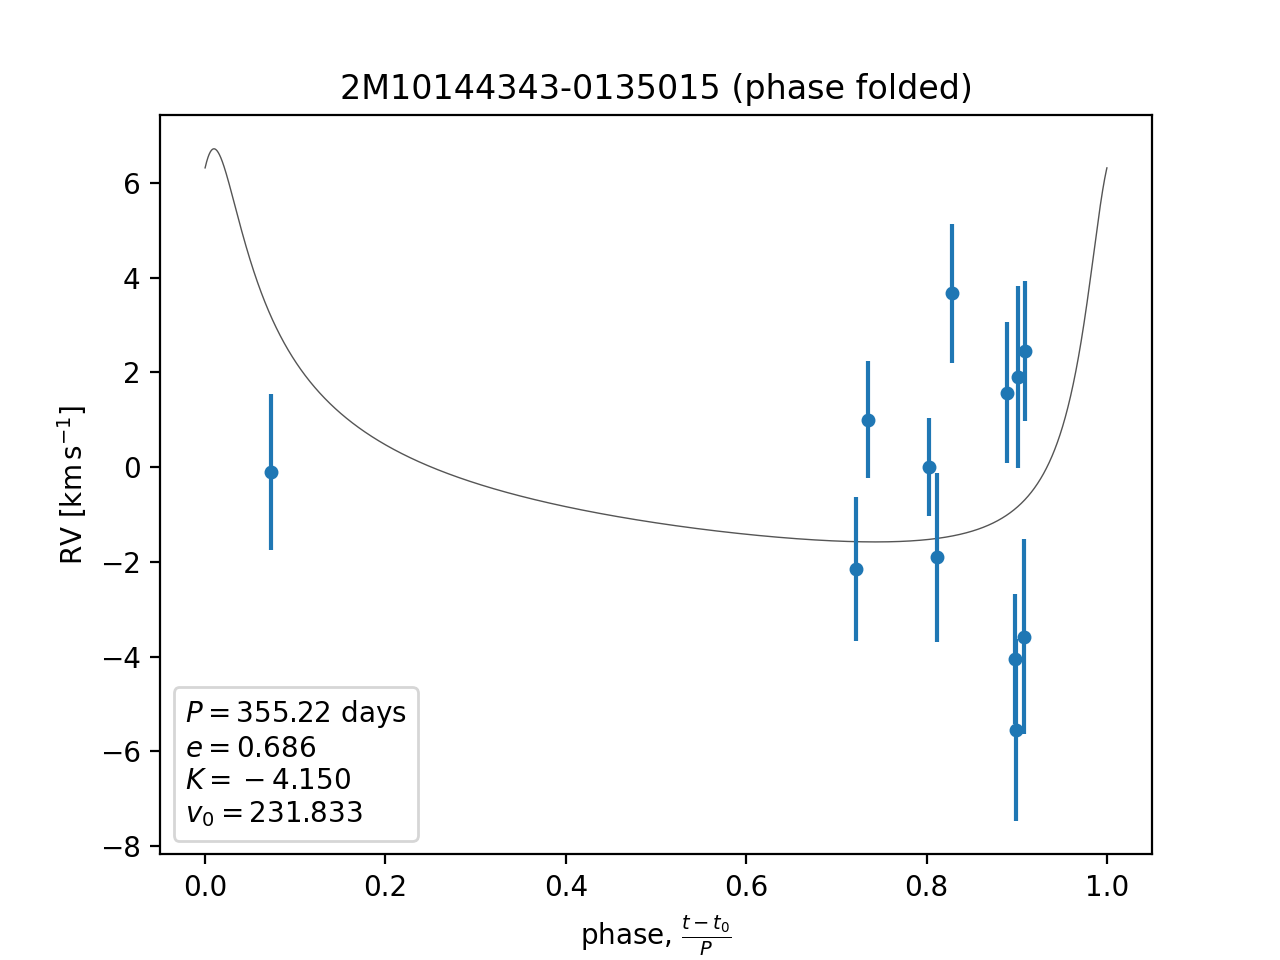 2M10144343-0135015 (phase folded)
RV [km s⁻¹]
6
4
2
0
−2
−4
−6
−8
P = 355.22 days
e = 0.686
K = − 4.150
v₀ = 231.833
0.0 0.2 0.4 0.6 0.8 1.0
phase, (t − t₀)/P